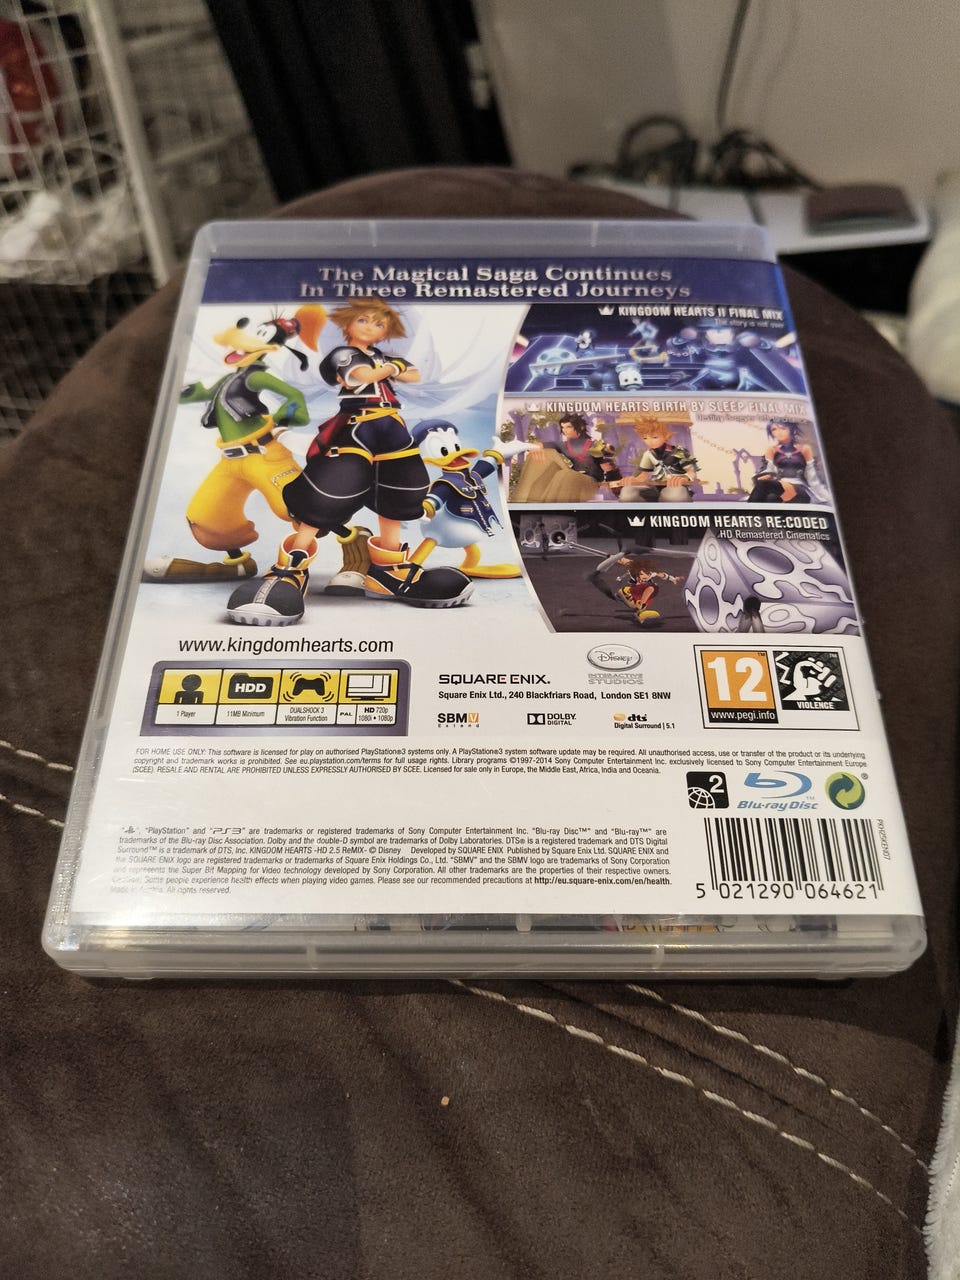 The Magical Saga Continues
In Three Remastered Journeys
KINGDOM HEARTS II FINAL MIX
The story is not over
KINGDOM HEARTS BIRTH BY SLEEP FINAL MIX
Destiny
KINGDOM HEARTS RE:CODED
HD Remastered Cinematics
www.kingdomhearts.com
1 Player
HDD
11MB Minimum
DUALSHOCK 3
Vibration Function
PAL
HD 720p
1080i • 1080p
SQUARE ENIX.
Square Enix Ltd., 240 Blackfriars Road, London SE1 8NW
Disney
INTERACTIVE
STUDIOS
SBMV
Extend
DOLBY
DIGITAL
dts
Digital Surround | 5.1
12
™
www.pegi.info
VIOLENCE
FOR HOME USE ONLY: This software is licensed for play on authorised PlayStation®3 systems only. A PlayStation®3 system software update may be required. All unauthorised access, use or transfer of the product or its underlying
copyright and trademark works is prohibited. See eu.playstation.com/terms for full usage rights. Library programs ©1997-2014 Sony Computer Entertainment Inc. exclusively licensed to Sony Computer Entertainment Europe
(SCEE). RESALE AND RENTAL ARE PROHIBITED UNLESS EXPRESSLY AUTHORISED BY SCEE. Licensed for sale only in Europe, the Middle East, Africa, India and Oceania.
2
Blu-ray Disc ™
®
" ", "PlayStation" and "PS3" are trademarks or registered trademarks of Sony Computer Entertainment Inc. "Blu-ray Disc™" and "Blu-ray™" are
trademarks of the Blu-ray Disc Association. Dolby and the double-D symbol are trademarks of Dolby Laboratories. DTS® is a registered trademark and DTS Digital
Surround™ is a trademark of DTS, Inc. KINGDOM HEARTS -HD 2.5 ReMIX- © Disney Developed by SQUARE ENIX Published by Square Enix Ltd. SQUARE ENIX and
the SQUARE ENIX logo are registered trademarks or trademarks of Square Enix Holdings Co., Ltd. "SBMV" and the SBMV logo are trademarks of Sony Corporation
and represents the Super Bit Mapping for Video technology developed by Sony Corporation. All other trademarks are the properties of their respective owners.
Caution: Some people experience health effects when playing video games. Please see our recommended precautions at http://eu.square-enix.com/en/health.
Made in Austria. All rights reserved.
5 021290 064621